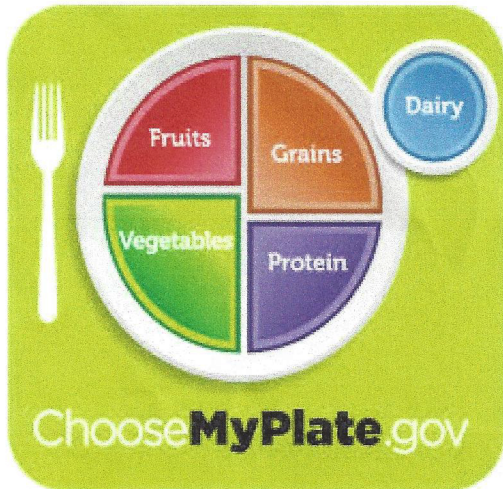 Dairy
Fruits
Grains
Vegetables
Protein
ChooseMyPlate.gov